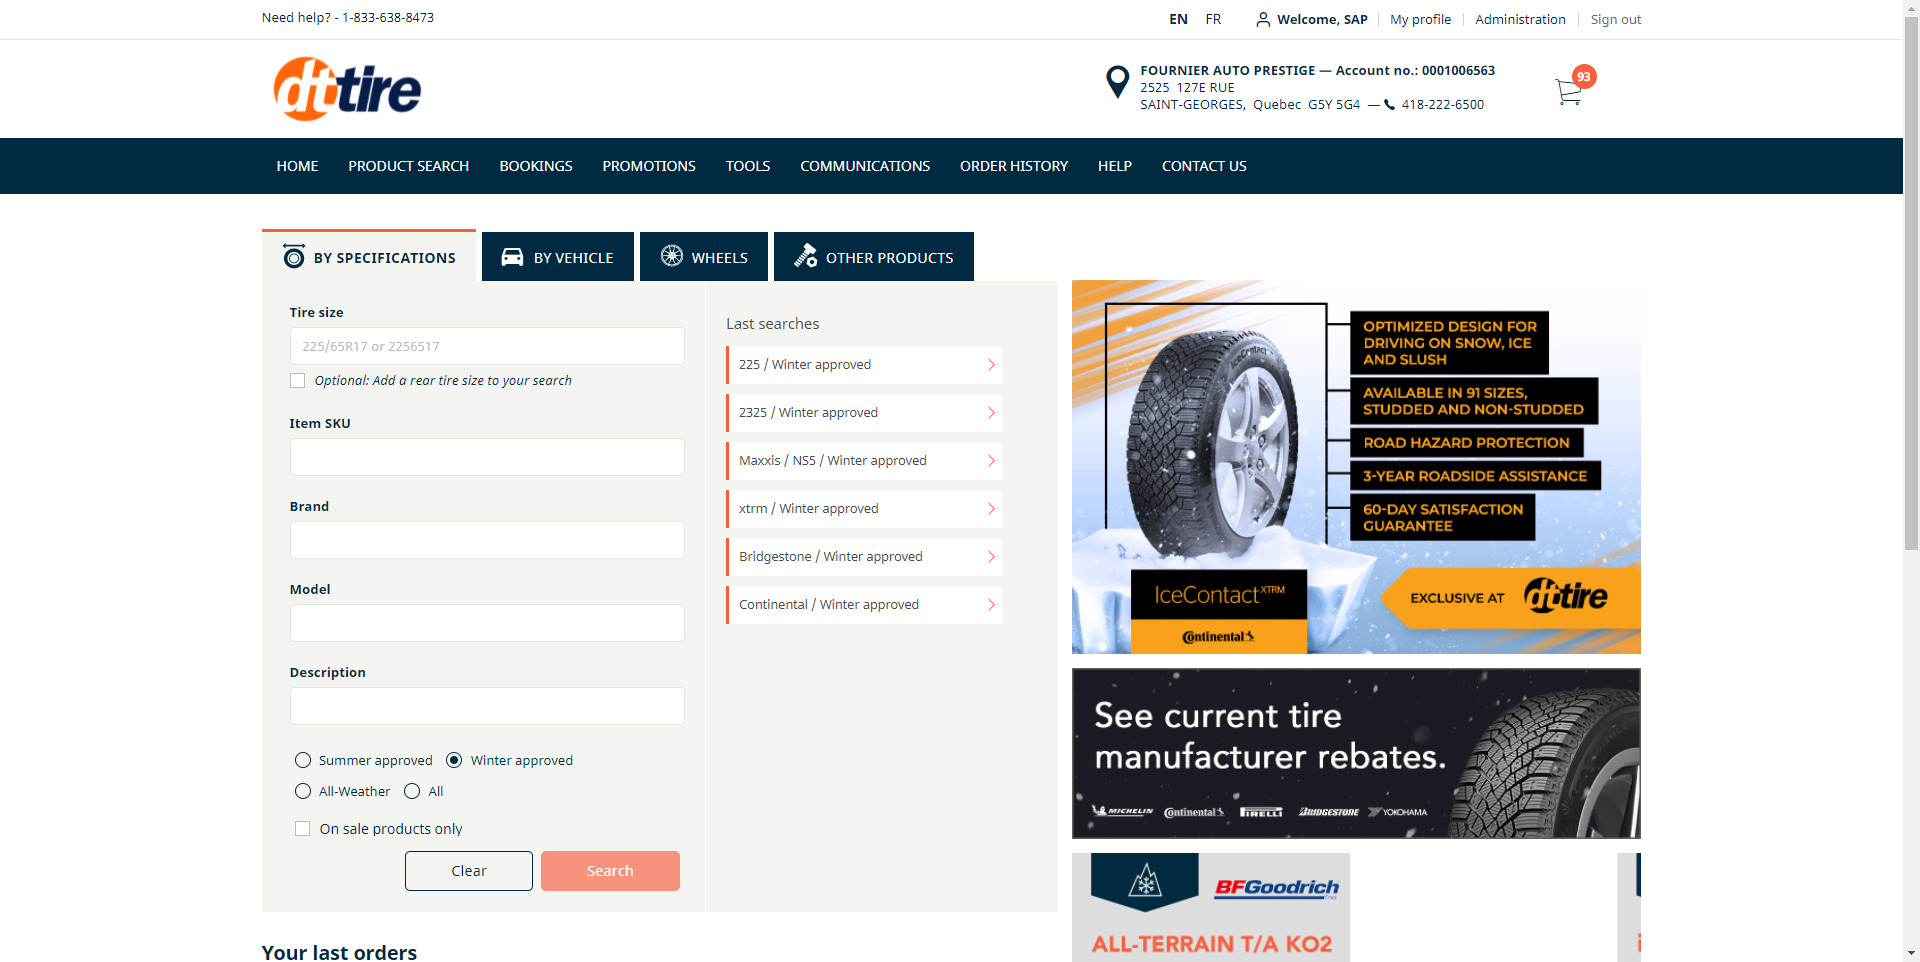 Need help? - 1-833-638-8473
EN FR Welcome, SAP My profile Administration Sign out
dttire
FOURNIER AUTO PRESTIGE — Account no.: 0001006563
2525 127E RUE
SAINT-GEORGES, Quebec G5Y 5G4 — 418-222-6500
93
HOME PRODUCT SEARCH BOOKINGS PROMOTIONS TOOLS COMMUNICATIONS ORDER HISTORY HELP CONTACT US
BY SPECIFICATIONS BY VEHICLE WHEELS OTHER PRODUCTS
Tire size
225/65R17 or 2256517
Optional: Add a rear tire size to your search
Item SKU
Brand
Model
Description
Summer approved Winter approved
All-Weather All
On sale products only
Clear Search
Last searches
225 / Winter approved
2325 / Winter approved
Maxxis / NS5 / Winter approved
xtrm / Winter approved
Bridgestone / Winter approved
Continental / Winter approved
IceContact
OPTIMIZED DESIGN FOR
DRIVING ON SNOW, ICE
AND SLUSH
AVAILABLE IN 91 SIZES,
STUDDED AND NON-STUDDED
ROAD HAZARD PROTECTION
3-YEAR ROADSIDE ASSISTANCE
60-DAY SATISFACTION
GUARANTEE
IceContact XTRM
Continental
EXCLUSIVE AT dttire
See current tire
manufacturer rebates.
MICHELIN Continental PIRELLI BRIDGESTONE YOKOHAMA
BFGoodrich
ALL-TERRAIN T/A KO2
Your last orders